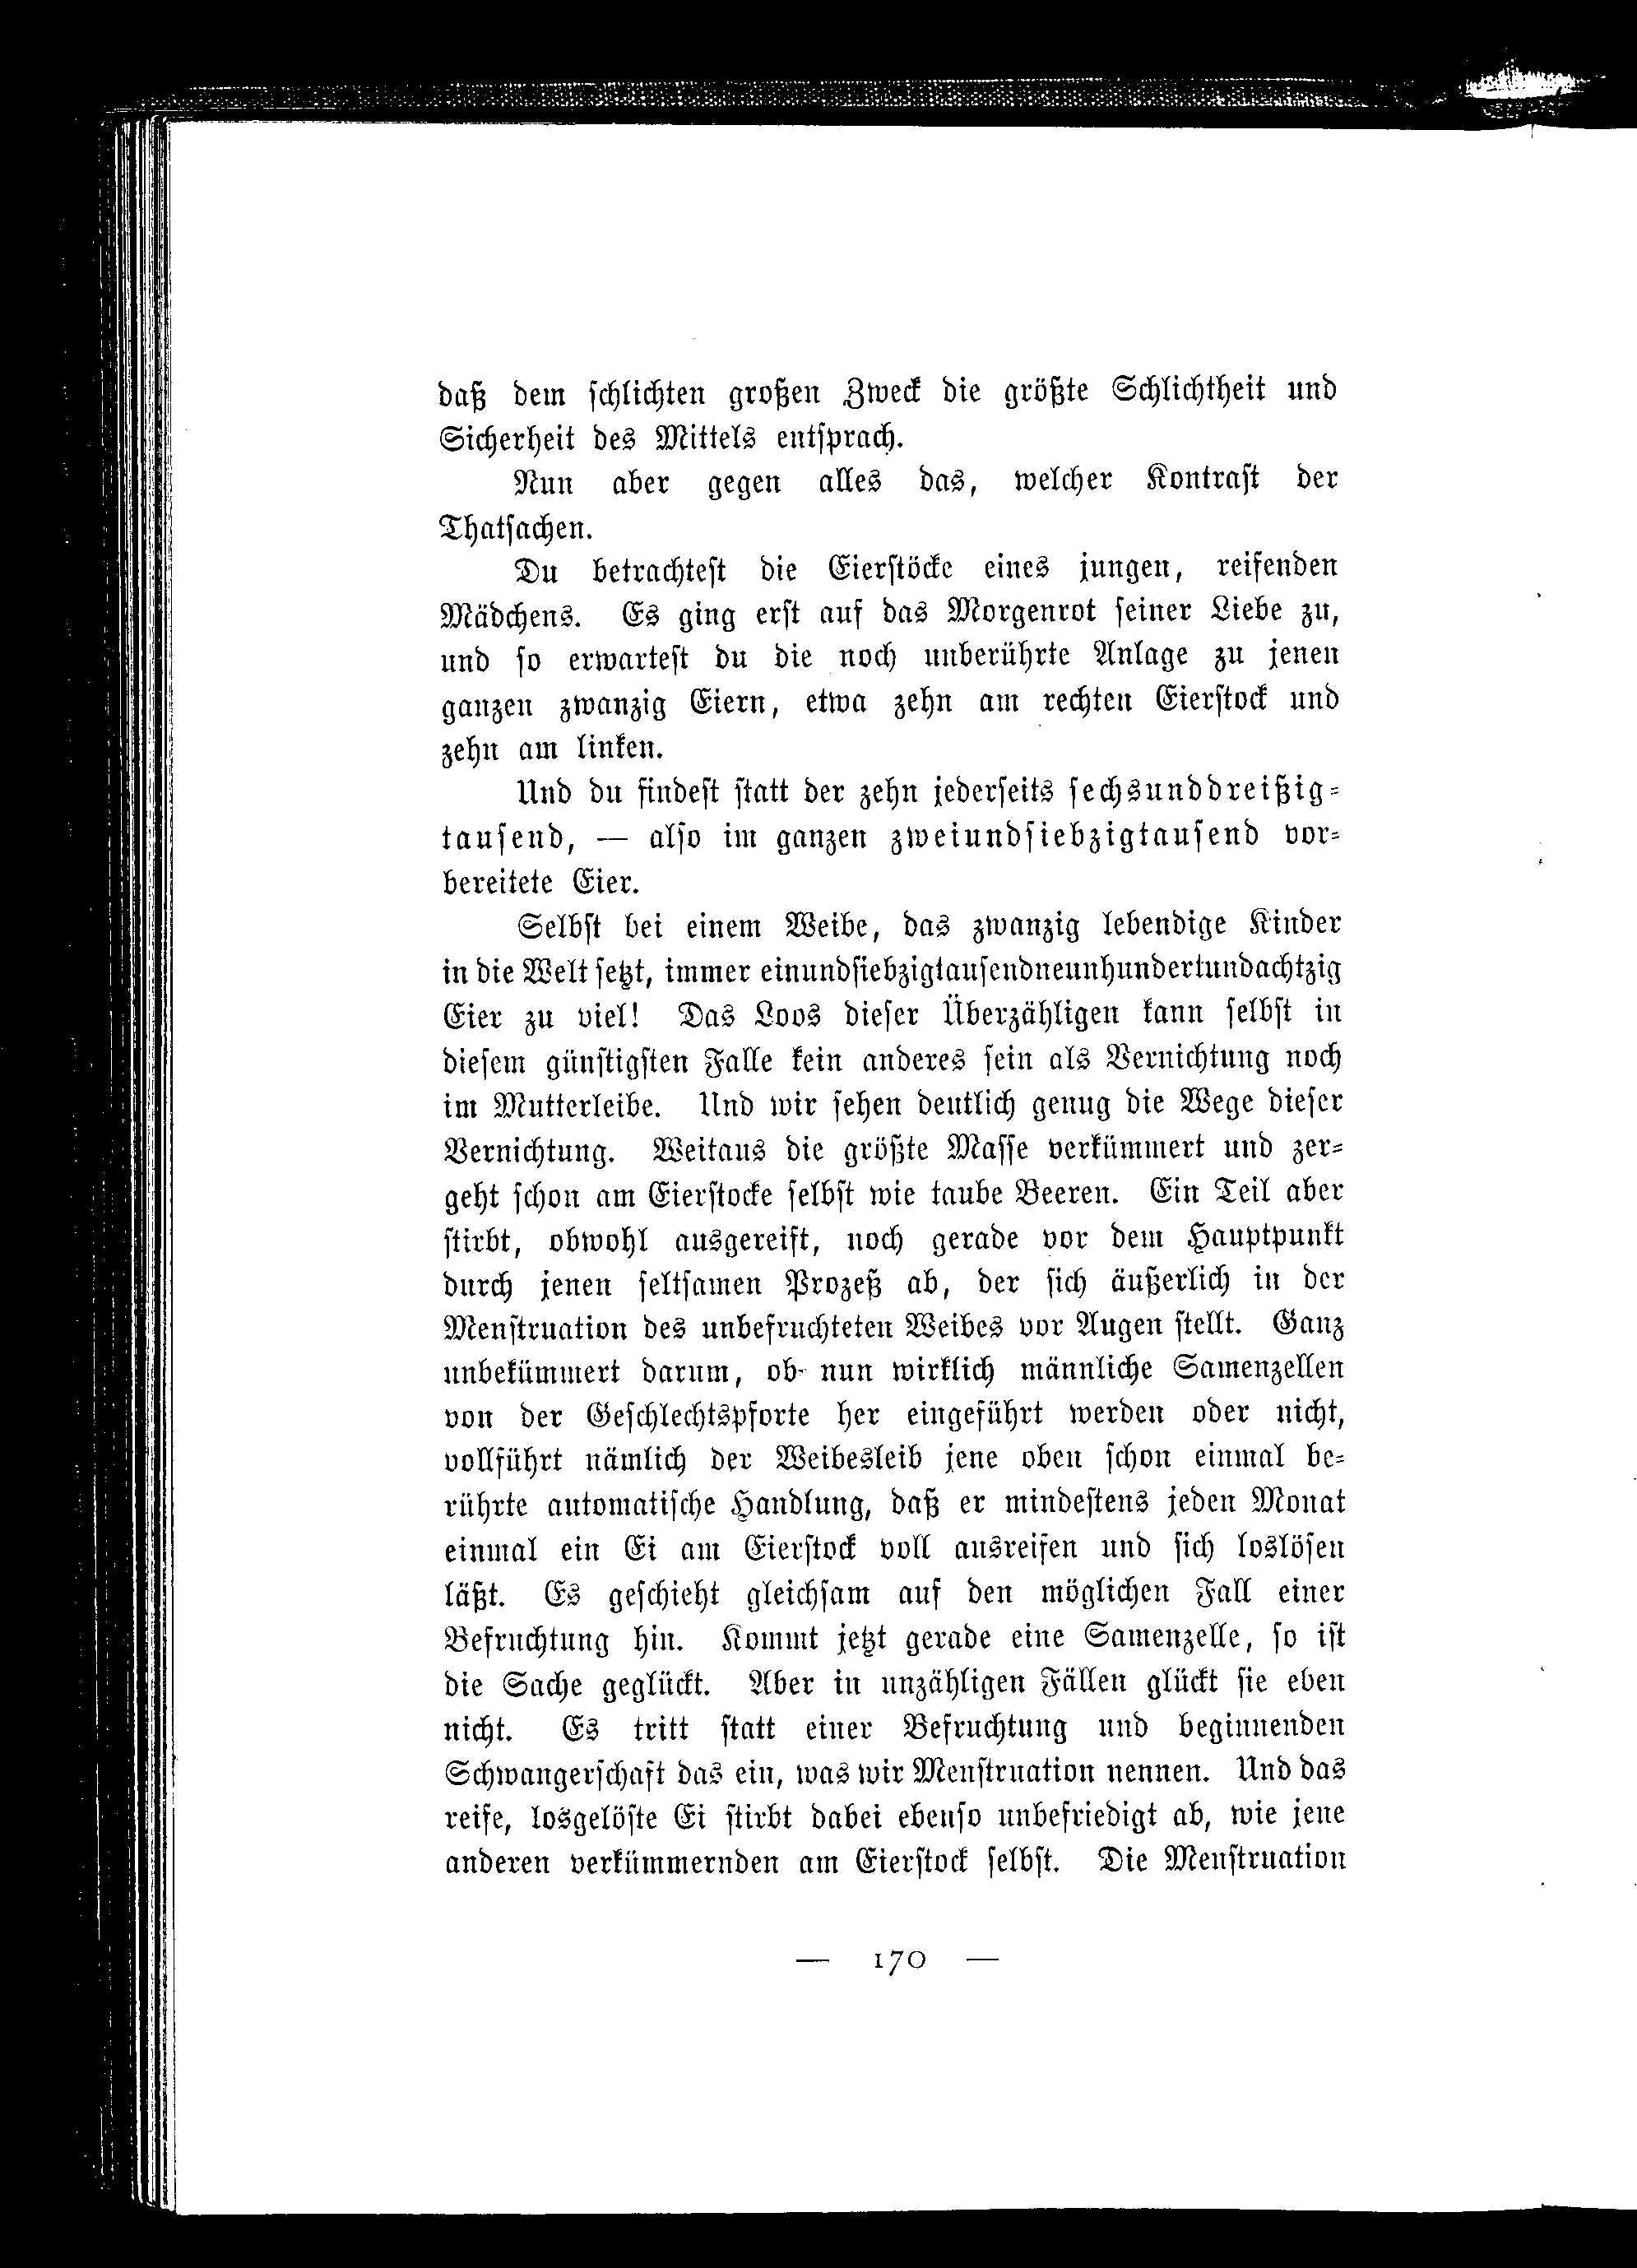 daß dem schlichten großen Zweck die größte Schlichtheit und
Sicherheit des Mittels entsprach.
Nun aber gegen alles das, welcher Kontrast der
Thatsachen.
Du betrachtest die Eierstöcke eines jungen, reifenden
Mädchens. Es ging erst auf das Morgenrot seiner Liebe zu,
und so erwartest du die noch unberührte Anlage zu jenen
ganzen zwanzig Eiern, etwa zehn am rechten Eierstock und
zehn am linken.
Und du findest statt der zehn jederseits sechsunddreißig-
tausend, — also im ganzen zweiundsiebzigtausend vor-
bereitete Eier.
Selbst bei einem Weibe, das zwanzig lebendige Kinder
in die Welt setzt, immer einundsiebzigtausendneunhundertundachtzig
Eier zu viel! Das Loos dieser Überzähligen kann selbst in
diesem günstigsten Falle kein anderes sein als Vernichtung noch
im Mutterleibe. Und wir sehen deutlich genug die Wege dieser
Vernichtung. Weitaus die größte Masse verkümmert und zer-
geht schon am Eierstocke selbst wie taube Beeren. Ein Teil aber
stirbt, obwohl ausgereift, noch gerade vor dem Hauptpunkt
durch jenen seltsamen Prozeß ab, der sich äußerlich in der
Menstruation des unbefruchteten Weibes vor Augen stellt. Ganz
unbekümmert darum, ob nun wirklich männliche Samenzellen
von der Geschlechtspforte her eingeführt werden oder nicht,
vollführt nämlich der Weibesleib jene oben schon einmal be-
rührte automatische Handlung, daß er mindestens jeden Monat
einmal ein Ei am Eierstock voll ausreifen und sich loslösen
läßt. Es geschieht gleichsam auf den möglichen Fall einer
Befruchtung hin. Kommt jetzt gerade eine Samenzelle, so ist
die Sache geglückt. Aber in unzähligen Fällen glückt sie eben
nicht. Es tritt statt einer Befruchtung und beginnenden
Schwangerschaft das ein, was wir Menstruation nennen. Und das
reife, losgelöste Ei stirbt dabei ebenso unbefriedigt ab, wie jene
anderen verkümmernden am Eierstock selbst. Die Menstruation
— 170 —